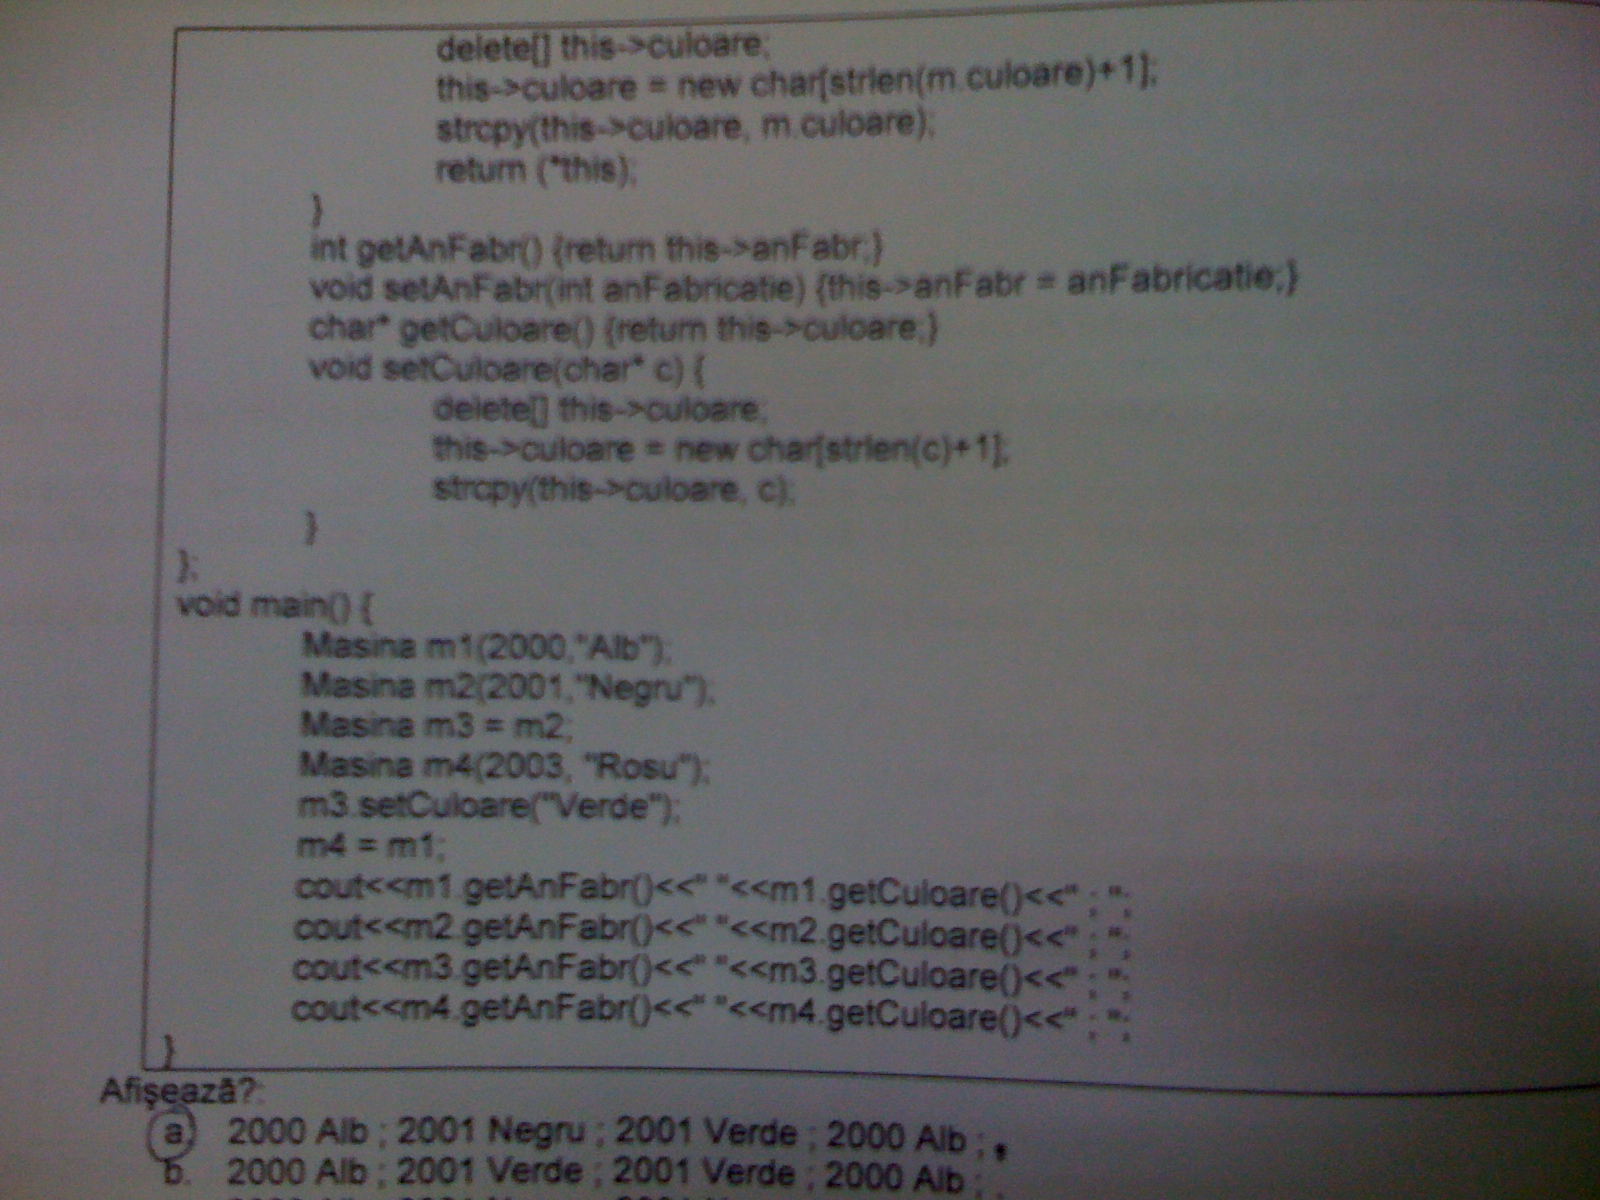 delete[] this->culoare;
this->culoare = new char[strlen(m.culoare)+1];
strcpy(this->culoare, m.culoare);
return (*this);
}
int getAnFabr() {return this->anFabr;}
void setAnFabr(int anFabricatie) {this->anFabr = anFabricatie;}
char* getCuloare() {return this->culoare;}
void setCuloare(char* c) {
delete[] this->culoare;
this->culoare = new char[strlen(c)+1];
strcpy(this->culoare, c);
}
};
void main() {
Masina m1(2000,"Alb");
Masina m2(2001,"Negru");
Masina m3 = m2;
Masina m4(2003, "Rosu");
m3.setCuloare("Verde");
m4 = m1;
cout<<m1.getAnFabr()<<" "<<m1.getCuloare()<<" ; ";
cout<<m2.getAnFabr()<<" "<<m2.getCuloare()<<" ; ";
cout<<m3.getAnFabr()<<" "<<m3.getCuloare()<<" ; ";
cout<<m4.getAnFabr()<<" "<<m4.getCuloare()<<" ; ";
}
Afişează?:
a. 2000 Alb ; 2001 Negru ; 2001 Verde ; 2000 Alb ;
b. 2000 Alb ; 2001 Verde ; 2001 Verde ; 2000 Alb ;